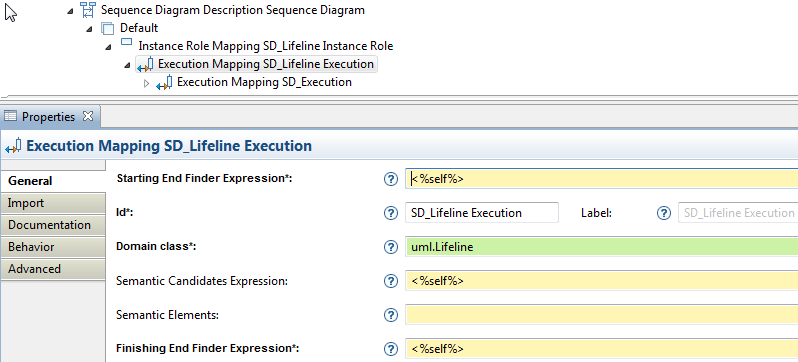 Sequence Diagram Description Sequence Diagram
Default
Instance Role Mapping SD_Lifeline Instance Role
Execution Mapping SD_Lifeline Execution
Execution Mapping SD_Execution
Properties
Execution Mapping SD_Lifeline Execution
General
Import
Documentation
Behavior
Advanced
Starting End Finder Expression*: ? <%self%>
Id*: ? SD_Lifeline Execution Label: ? SD_Lifeline Execution
Domain class*: ? uml.Lifeline
Semantic Candidates Expression: ? <%self%>
Semantic Elements: ?
Finishing End Finder Expression*: ? <%self%>